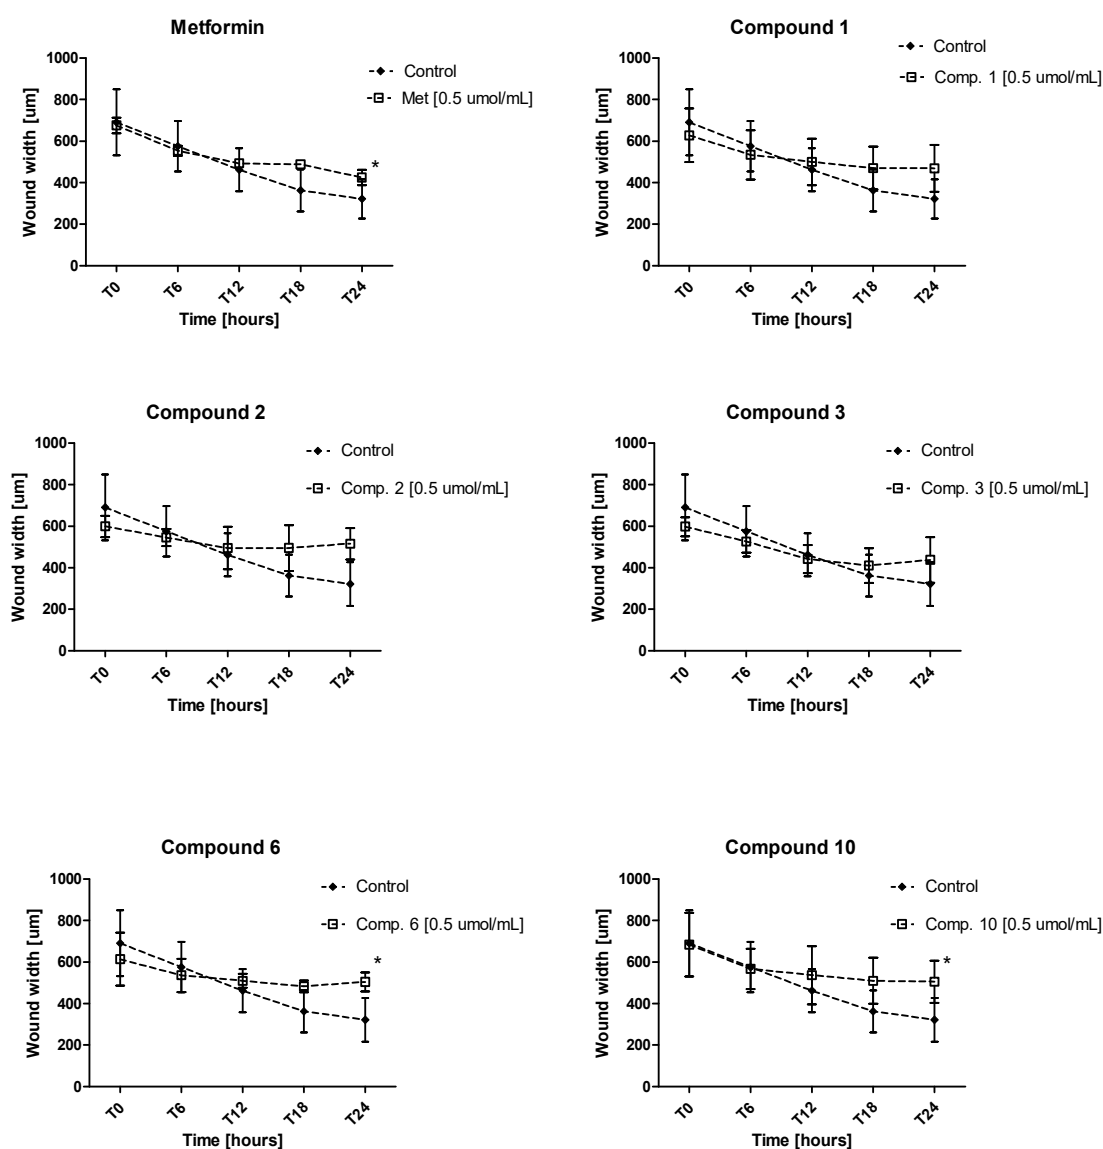 Metformin
Control
Met [0.5 umol/mL]
Wound width [um]
1000
800
600
400
200
0
*
T0 T6 T12 T18 T24
Time [hours]
Compound 1
Control
Comp. 1 [0.5 umol/mL]
Wound width [um]
1000
800
600
400
200
0
T0 T6 T12 T18 T24
Time [hours]
Compound 2
Control
Comp. 2 [0.5 umol/mL]
Wound width [um]
1000
800
600
400
200
0
T0 T6 T12 T18 T24
Time [hours]
Compound 3
Control
Comp. 3 [0.5 umol/mL]
Wound width [um]
1000
800
600
400
200
0
T0 T6 T12 T18 T24
Time [hours]
Compound 6
Control
Comp. 6 [0.5 umol/mL]
Wound width [um]
1000
800
600
400
200
0
*
T0 T6 T12 T18 T24
Time [hours]
Compound 10
Control
Comp. 10 [0.5 umol/mL]
Wound width [um]
1000
800
600
400
200
0
*
T0 T6 T12 T18 T24
Time [hours]